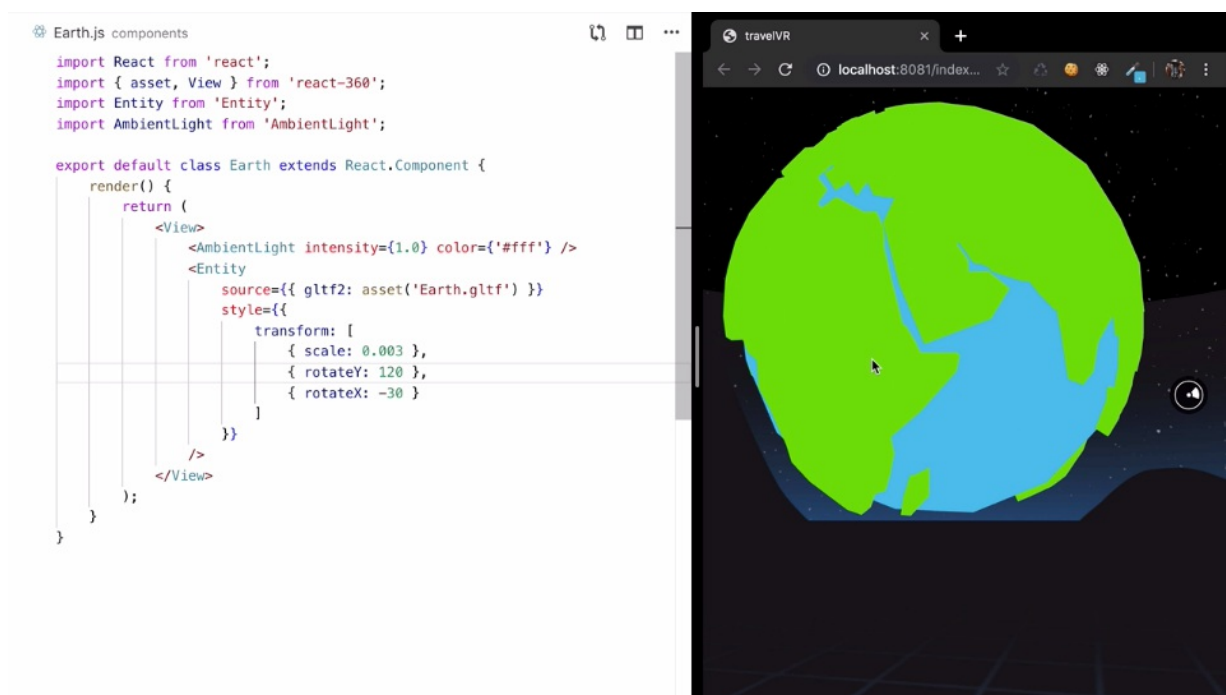 Earth.js components
import React from 'react';
import { asset, View } from 'react-360';
import Entity from 'Entity';
import AmbientLight from 'AmbientLight';
export default class Earth extends React.Component {
render() {
return (
<View>
<AmbientLight intensity={1.0} color={'#fff'} />
<Entity
source={{ gltf2: asset('Earth.gltf') }}
style={{
transform: [
{ scale: 0.003 },
{ rotateY: 120 },
{ rotateX: -30 }
]
}}
/>
</View>
);
}
}
travelVR
localhost:8081/index...